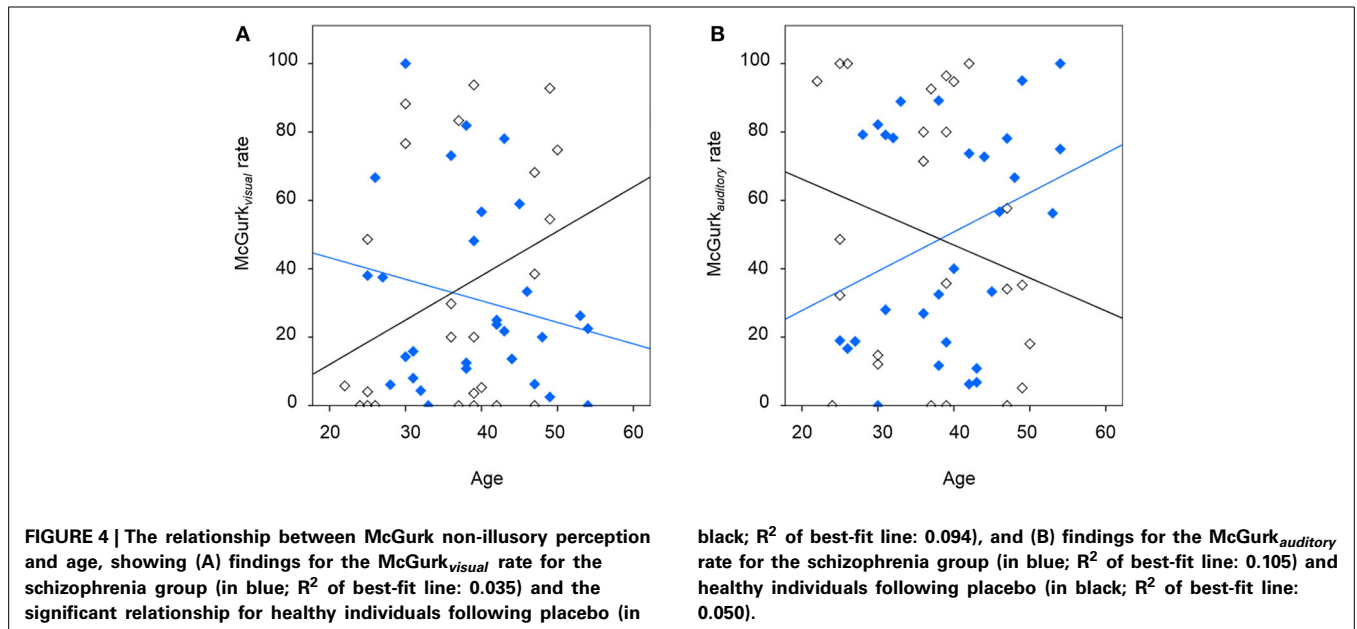 A
McGurkvisual rate
100
80
60
40
20
0
20 30 40 50 60
Age
B
McGurkauditory rate
100
80
60
40
20
0
20 30 40 50 60
Age
FIGURE 4 | The relationship between McGurk non-illusory perception
and age, showing (A) findings for the McGurkvisual rate for the
schizophrenia group (in blue; R² of best-fit line: 0.035) and the
significant relationship for healthy individuals following placebo (in
black; R² of best-fit line: 0.094), and (B) findings for the McGurkauditory
rate for the schizophrenia group (in blue; R² of best-fit line: 0.105) and
healthy individuals following placebo (in black; R² of best-fit line:
0.050).